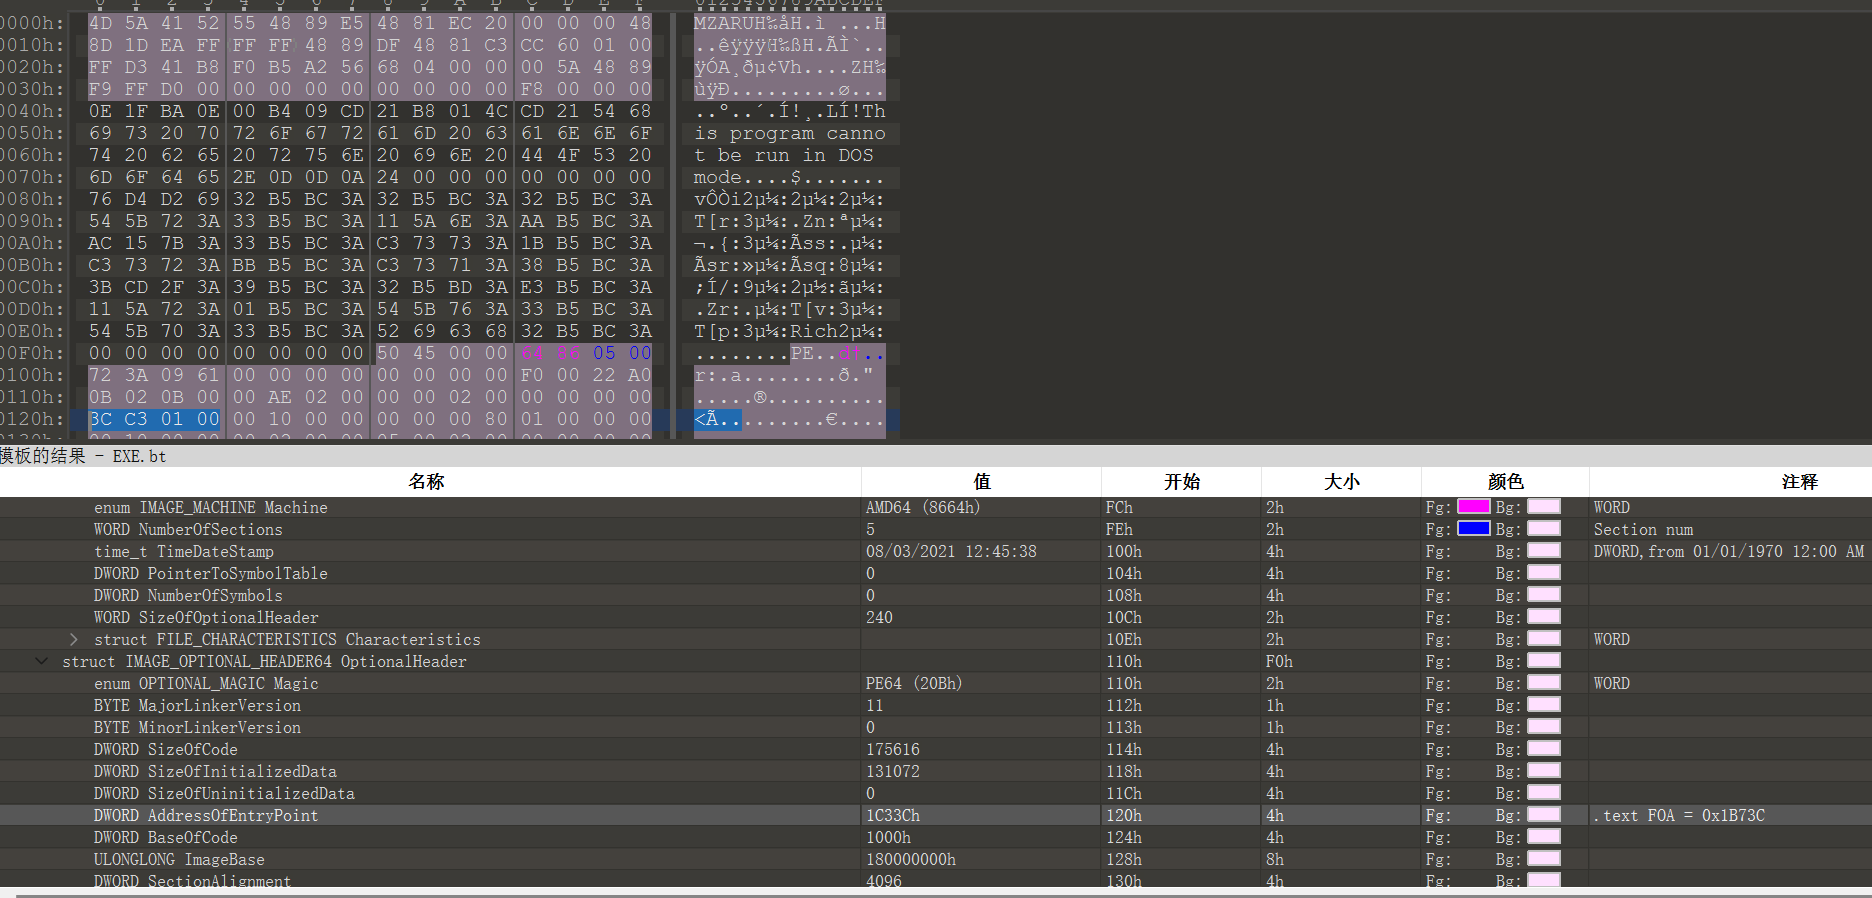 0000h: 4D 5A 41 52 55 48 89 E5 48 81 EC 20 00 00 00 48 MZARUH‰åH.ì ...H
0010h: 8D 1D EA FF FF FF FF 48 89 DF 48 81 C3 CC 60 01 00 ..êÿÿÿÿH‰ßH.ÃÌ`..
0020h: FF D3 41 B8 F0 B5 A2 56 68 04 00 00 00 5A 48 89 ÿÓA¸ðµ¢Vh....ZH‰
0030h: F9 FF D0 00 00 00 00 00 00 00 00 00 F8 00 00 00 ùÿÐ.........ø...
0040h: 0E 1F BA 0E 00 B4 09 CD 21 B8 01 4C CD 21 54 68 ..º..´.Í!¸.LÍ!Th
0050h: 69 73 20 70 72 6F 67 72 61 6D 20 63 61 6E 6E 6F is program canno
0060h: 74 20 62 65 20 72 75 6E 20 69 6E 20 44 4F 53 20 t be run in DOS
0070h: 6D 6F 64 65 2E 0D 0D 0A 24 00 00 00 00 00 00 00 mode....$.......
0080h: 76 D4 D2 69 32 B5 BC 3A 32 B5 BC 3A 32 B5 BC 3A vÔÒi2µ¼:2µ¼:2µ¼:
0090h: 54 5B 72 3A 33 B5 BC 3A 11 5A 6E 3A AA B5 BC 3A T[r:3µ¼:.Zn:ªµ¼:
00A0h: AC 15 7B 3A 33 B5 BC 3A C3 73 73 3A 1B B5 BC 3A ¬.{:3µ¼:Ãss:.µ¼:
00B0h: C3 73 72 3A BB B5 BC 3A C3 73 71 3A 38 B5 BC 3A Ãsr:»µ¼:Ãsq:8µ¼:
00C0h: 3B CD 2F 3A 39 B5 BC 3A 32 B5 BD 3A E3 B5 BC 3A ;Í/:9µ¼:2µ½:ãµ¼:
00D0h: 11 5A 72 3A 01 B5 BC 3A 54 5B 76 3A 33 B5 BC 3A .Zr:.µ¼:T[v:3µ¼:
00E0h: 54 5B 70 3A 33 B5 BC 3A 52 69 63 68 32 B5 BC 3A T[p:3µ¼:Rich2µ¼:
00F0h: 00 00 00 00 00 00 00 00 50 45 00 00 64 86 05 00 ........PE..d†..
0100h: 72 3A 09 61 00 00 00 00 00 00 00 00 F0 00 22 A0 r:.a........ð."
0110h: 0B 02 0B 00 00 AE 02 00 00 00 02 00 00 00 00 00 .....®..........
0120h: 3C C3 01 00 00 10 00 00 00 00 00 80 01 00 00 00 <Ã.........€....
模板的结果 - EXE.bt
名称 值 开始 大小 颜色 注释
enum IMAGE_MACHINE Machine AMD64 (8664h) FCh 2h Fg: Bg: WORD
WORD NumberOfSections 5 FEh 2h Fg: Bg: Section num
time_t TimeDateStamp 08/03/2021 12:45:38 100h 4h Fg: Bg: DWORD,from 01/01/1970 12:00 AM
DWORD PointerToSymbolTable 0 104h 4h Fg: Bg:
DWORD NumberOfSymbols 0 108h 4h Fg: Bg:
WORD SizeOfOptionalHeader 240 10Ch 2h Fg: Bg:
struct FILE_CHARACTERISTICS Characteristics 10Eh 2h Fg: Bg: WORD
struct IMAGE_OPTIONAL_HEADER64 OptionalHeader 110h F0h Fg: Bg:
enum OPTIONAL_MAGIC Magic PE64 (20Bh) 110h 2h Fg: Bg: WORD
BYTE MajorLinkerVersion 11 112h 1h Fg: Bg:
BYTE MinorLinkerVersion 0 113h 1h Fg: Bg:
DWORD SizeOfCode 175616 114h 4h Fg: Bg:
DWORD SizeOfInitializedData 131072 118h 4h Fg: Bg:
DWORD SizeOfUninitializedData 0 11Ch 4h Fg: Bg:
DWORD AddressOfEntryPoint 1C33Ch 120h 4h Fg: Bg: .text FOA = 0x1B73C
DWORD BaseOfCode 1000h 124h 4h Fg: Bg:
ULONGLONG ImageBase 180000000h 128h 8h Fg: Bg:
DWORD SectionAlignment 4096 130h 4h Fg: Bg: